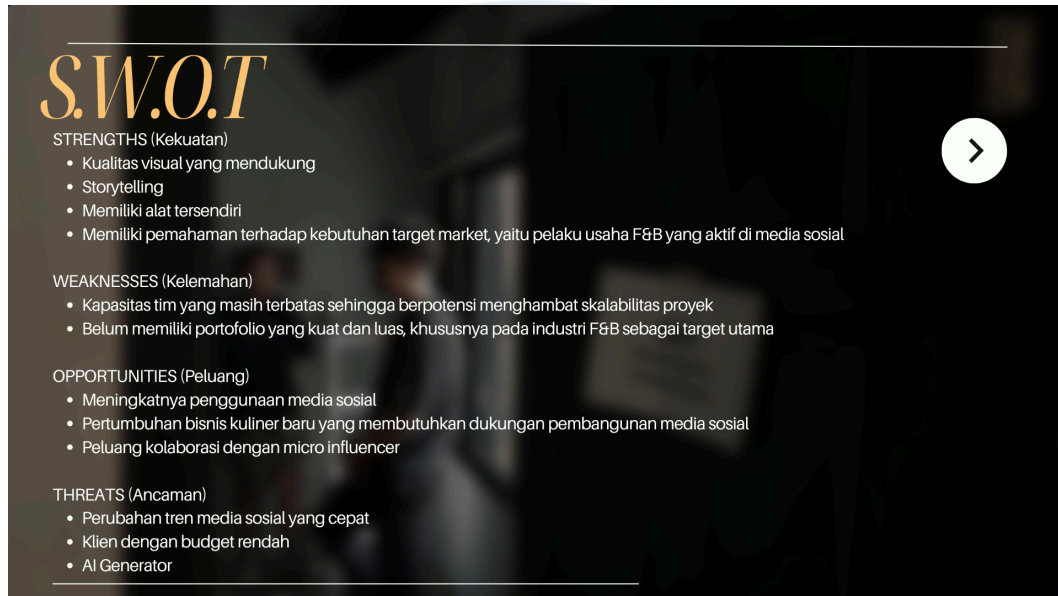 S.W.O.T
STRENGTHS (Kekuatan)
• Kualitas visual yang mendukung
• Storytelling
• Memiliki alat tersendiri
• Memiliki pemahaman terhadap kebutuhan target market, yaitu pelaku usaha F&B yang aktif di media sosial
WEAKNESSES (Kelemahan)
• Kapasitas tim yang masih terbatas sehingga berpotensi menghambat skalabilitas proyek
• Belum memiliki portofolio yang kuat dan luas, khususnya pada industri F&B sebagai target utama
OPPORTUNITIES (Peluang)
• Meningkatnya penggunaan media sosial
• Pertumbuhan bisnis kuliner baru yang membutuhkan dukungan pembangunan media sosial
• Peluang kolaborasi dengan micro influencer
THREATS (Ancaman)
• Perubahan tren media sosial yang cepat
• Klien dengan budget rendah
• AI Generator